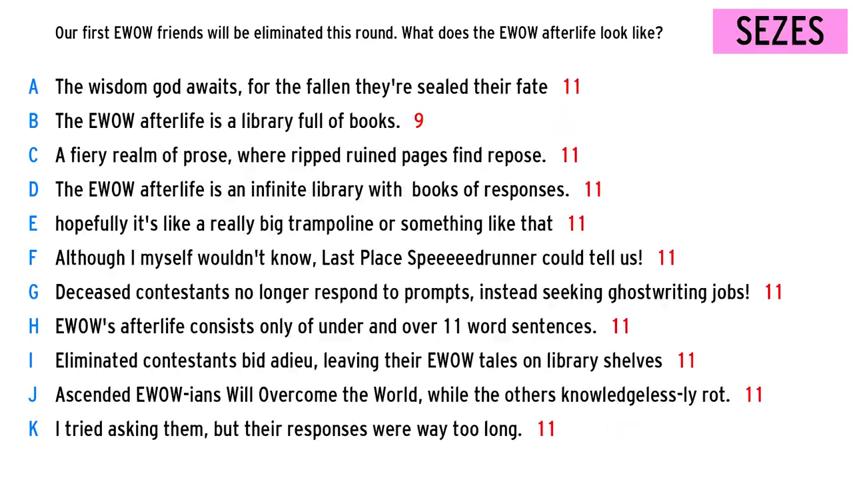 Our first EWOW friends will be eliminated this round. What does the EWOW afterlife look like?
SEZES
A The wisdom god awaits, for the fallen they're sealed their fate 11
B The EWOW afterlife is a library full of books. 9
C A fiery realm of prose, where ripped ruined pages find repose. 11
D The EWOW afterlife is an infinite library with  books of responses. 11
E hopefully it's like a really big trampoline or something like that 11
F Although I myself wouldn't know, Last Place Speeeeedrunner could tell us! 11
G Deceased contestants no longer respond to prompts, instead seeking ghostwriting jobs! 11
H EWOW's afterlife consists only of under and over 11 word sentences. 11
I Eliminated contestants bid adieu, leaving their EWOW tales on library shelves 11
J Ascended EWOW-ians Will Overcome the World, while the others knowledgeless-ly rot. 11
K I tried asking them, but their responses were way too long. 11